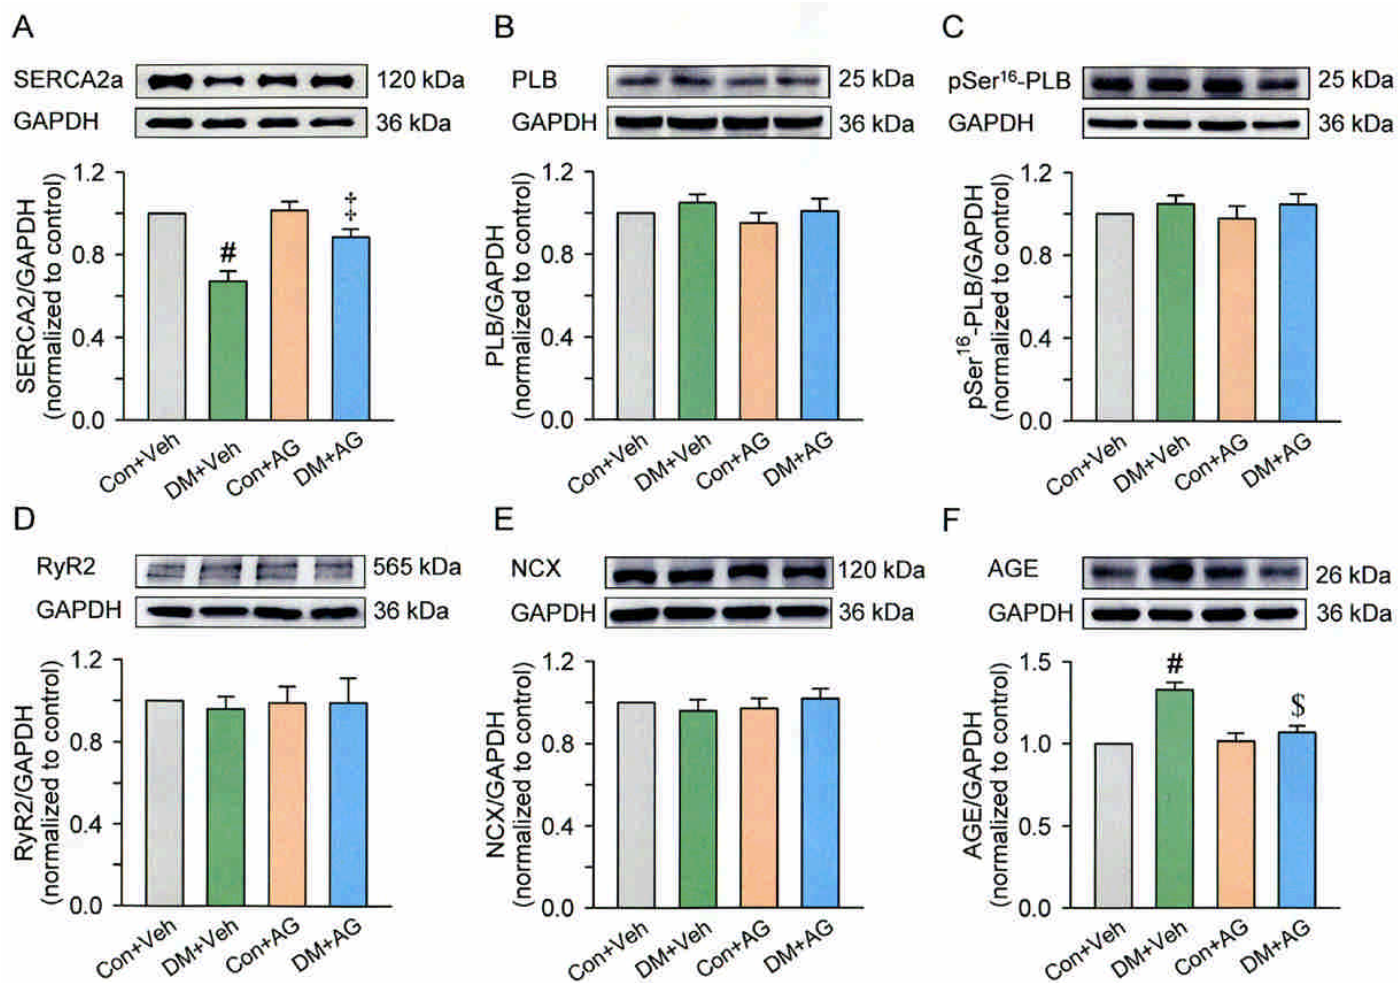 A
SERCA2a 120 kDa
GAPDH 36 kDa
SERCA2/GAPDH
(normalized to control)
1.2
0.8
0.4
0.0
#
‡
Con+Veh
DM+Veh
Con+AG
DM+AG
B
PLB 25 kDa
GAPDH 36 kDa
PLB/GAPDH
(normalized to control)
1.2
0.8
0.4
0.0
Con+Veh
DM+Veh
Con+AG
DM+AG
C
pSer¹⁶-PLB 25 kDa
GAPDH 36 kDa
pSer¹⁶-PLB/GAPDH
(normalized to control)
1.2
0.8
0.4
0.0
Con+Veh
DM+Veh
Con+AG
DM+AG
D
RyR2 565 kDa
GAPDH 36 kDa
RyR2/GAPDH
(normalized to control)
1.2
0.8
0.4
0.0
Con+Veh
DM+Veh
Con+AG
DM+AG
E
NCX 120 kDa
GAPDH 36 kDa
NCX/GAPDH
(normalized to control)
1.2
0.8
0.4
0.0
Con+Veh
DM+Veh
Con+AG
DM+AG
F
AGE 26 kDa
GAPDH 36 kDa
AGE/GAPDH
(normalized to control)
1.5
1.0
0.5
0.0
#
$
Con+Veh
DM+Veh
Con+AG
DM+AG